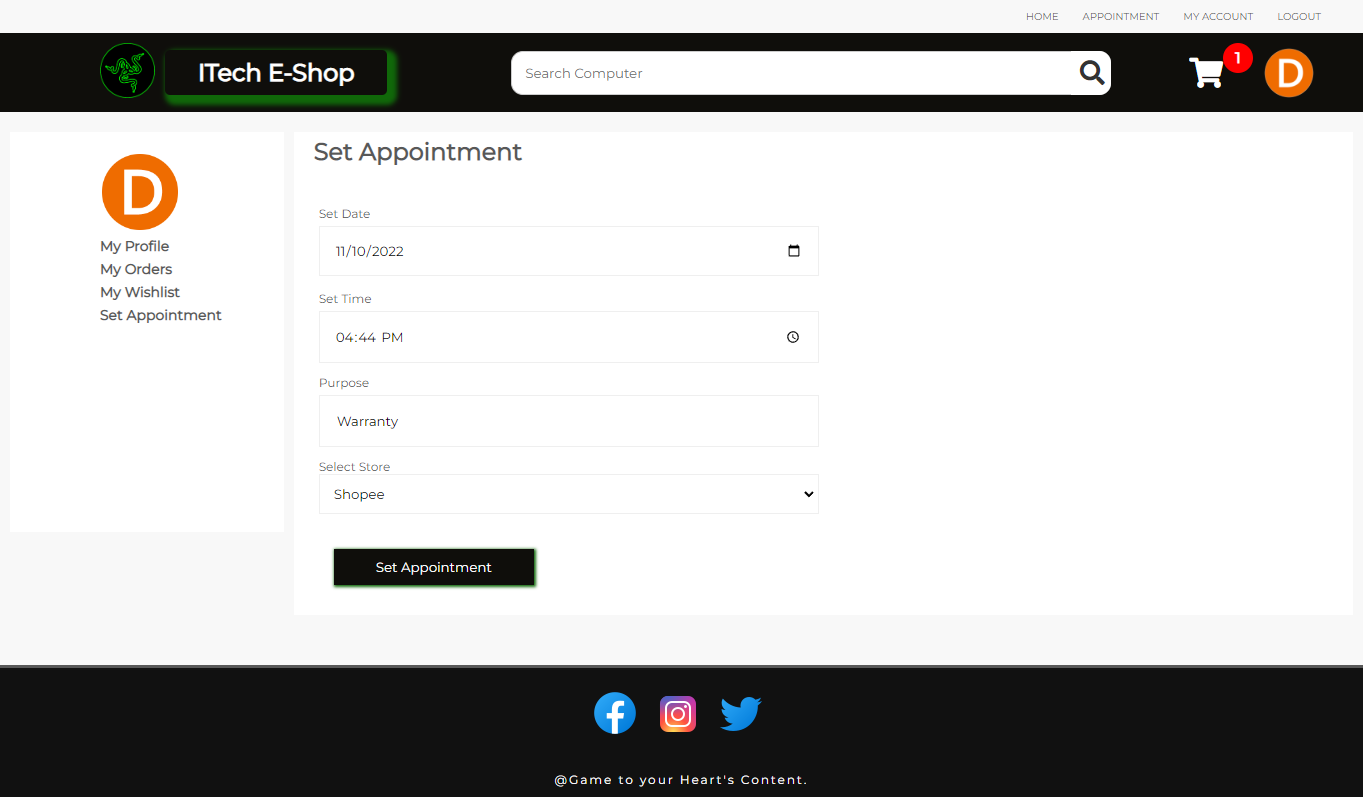 HOME APPOINTMENT MY ACCOUNT LOGOUT
ITech E-Shop
Search Computer
1
D
D
My Profile
My Orders
My Wishlist
Set Appointment
Set Appointment
Set Date
11/10/2022
Set Time
04:44 PM
Purpose
Warranty
Select Store
Shopee
Set Appointment
@Game to your Heart's Content.